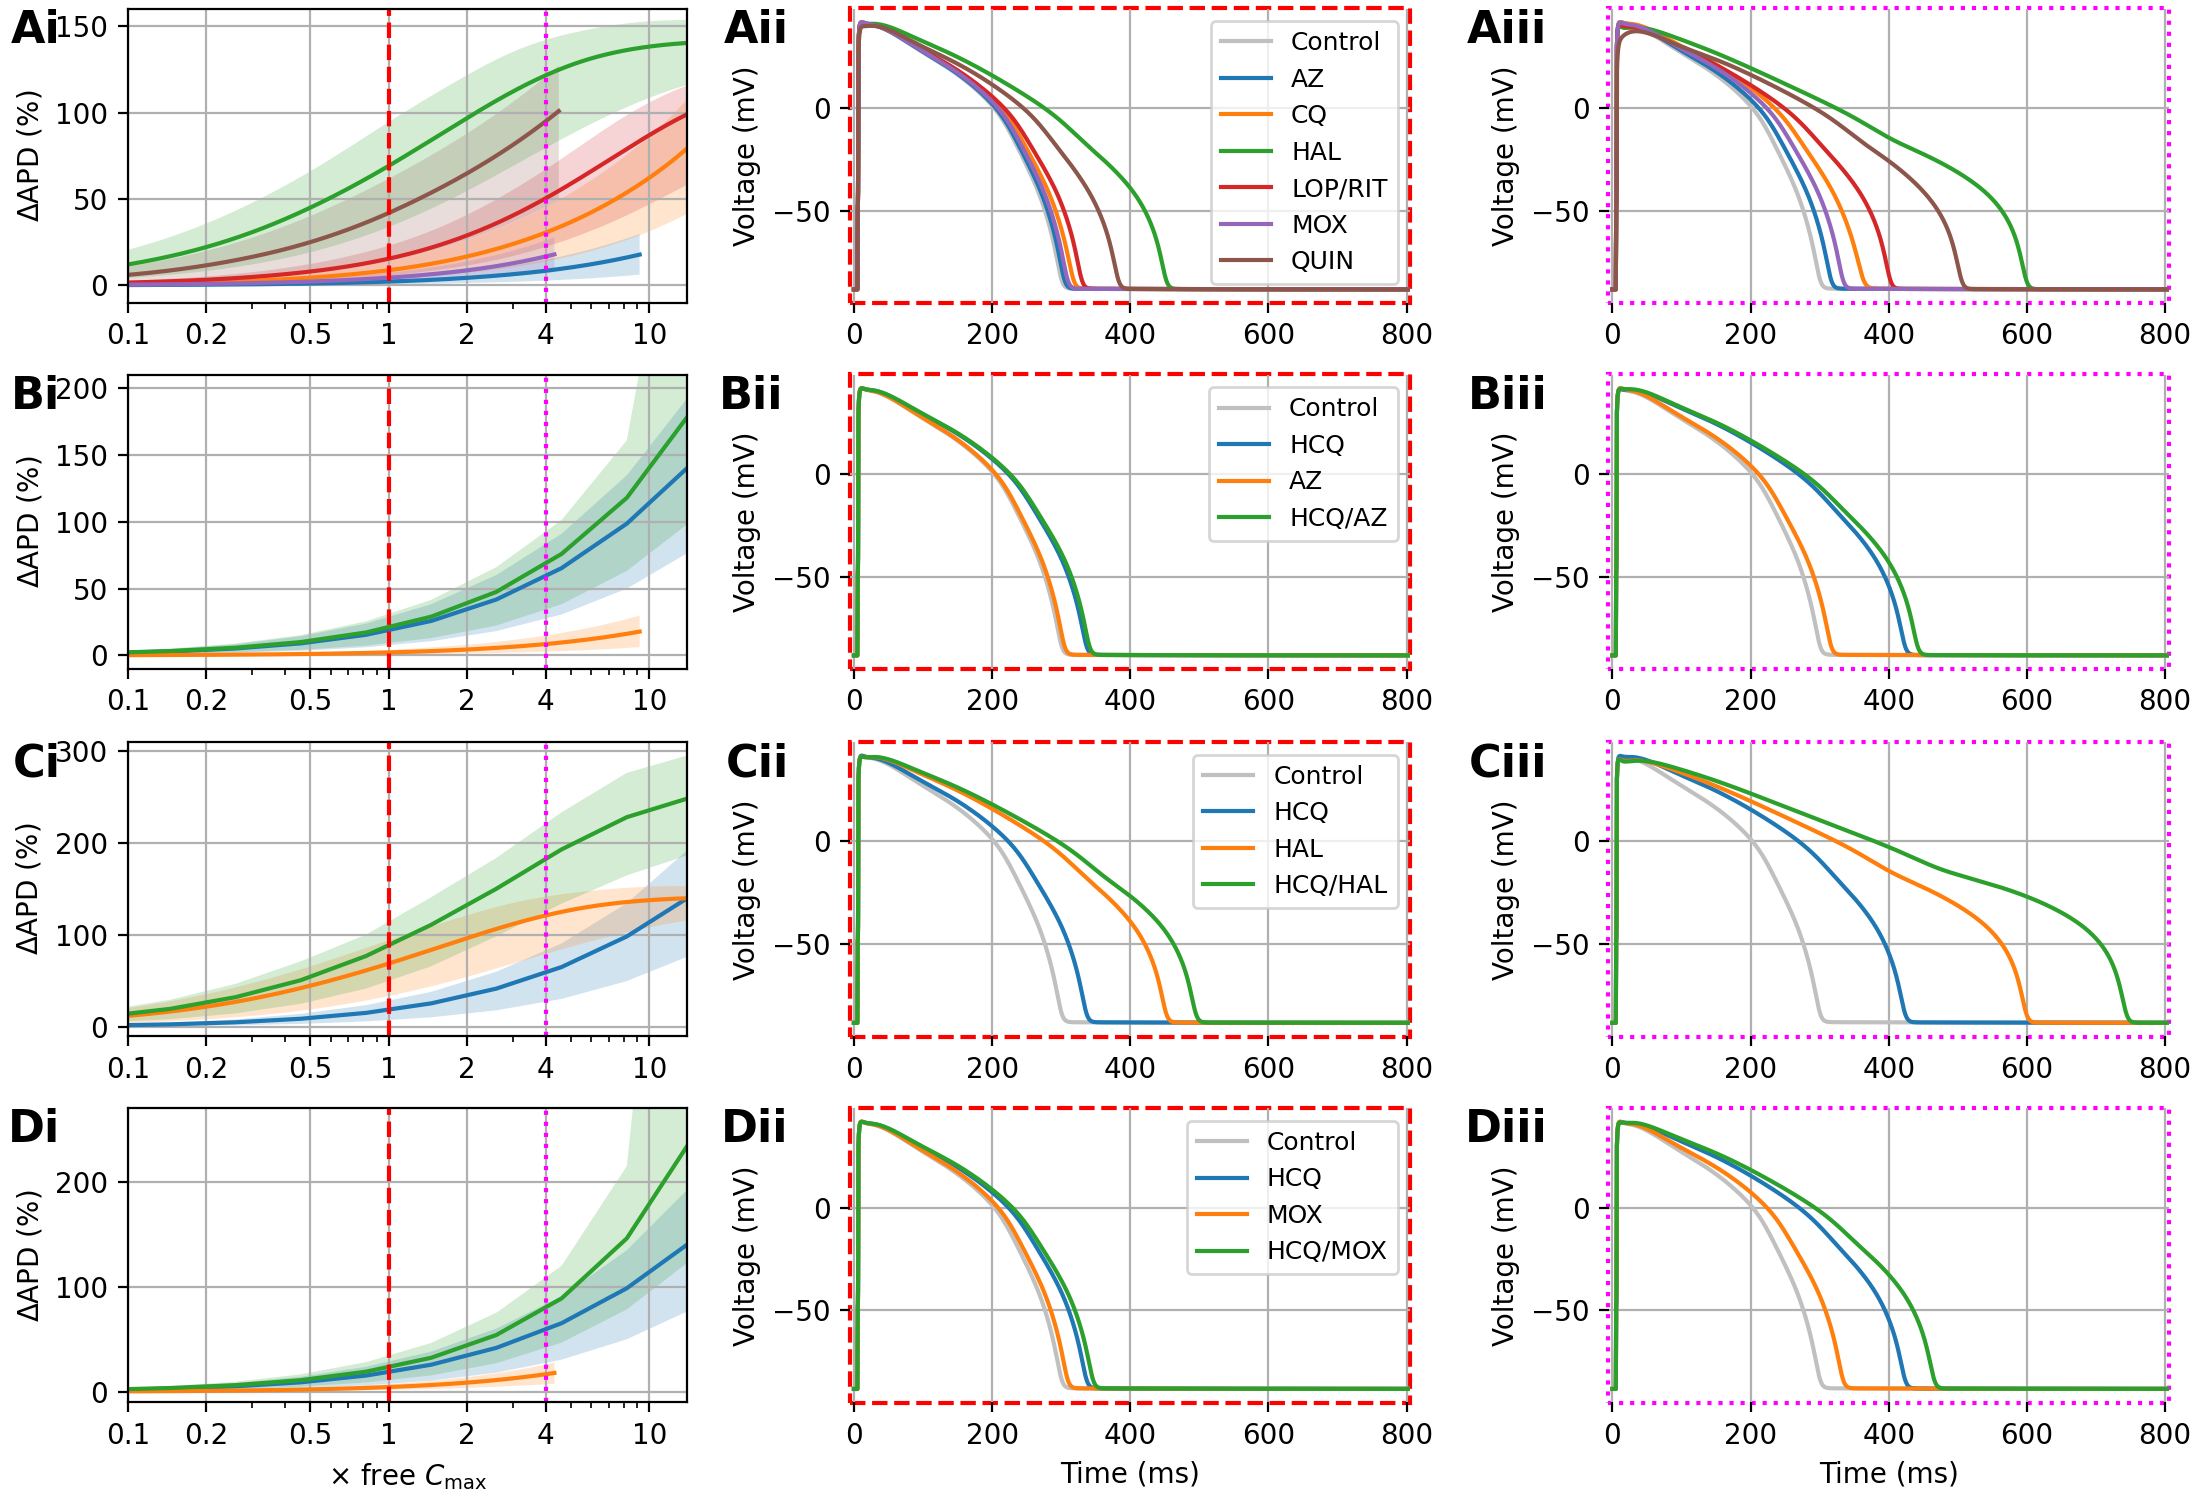 Ai
ΔAPD (%)
150
100
50
0
0.1 0.2 0.5 1 2 4 10
Aii
Voltage (mV)
0
−50
0 200 400 600 800
Control
AZ
CQ
HAL
LOP/RIT
MOX
QUIN
Aiii
Voltage (mV)
0
−50
0 200 400 600 800
Bi
ΔAPD (%)
200
150
100
50
0
0.1 0.2 0.5 1 2 4 10
Bii
Voltage (mV)
0
−50
0 200 400 600 800
Control
HCQ
AZ
HCQ/AZ
Biii
Voltage (mV)
0
−50
0 200 400 600 800
Ci
ΔAPD (%)
300
200
100
0
0.1 0.2 0.5 1 2 4 10
Cii
Voltage (mV)
0
−50
0 200 400 600 800
Control
HCQ
HAL
HCQ/HAL
Ciii
Voltage (mV)
0
−50
0 200 400 600 800
Di
ΔAPD (%)
200
100
0
0.1 0.2 0.5 1 2 4 10
× free Cmax
Dii
Voltage (mV)
0
−50
0 200 400 600 800
Time (ms)
Control
HCQ
MOX
HCQ/MOX
Diii
Voltage (mV)
0
−50
0 200 400 600 800
Time (ms)